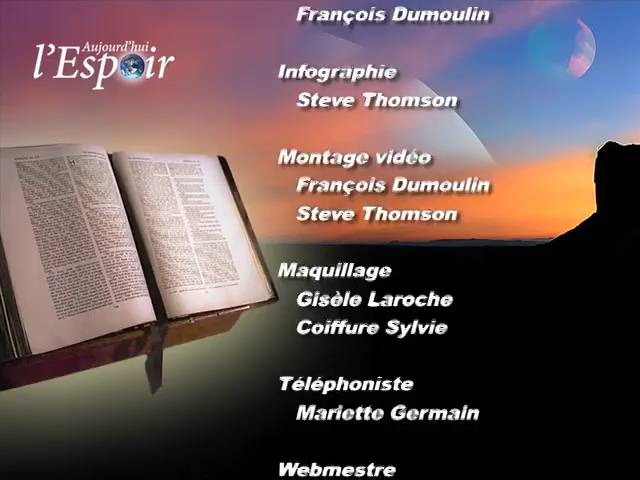 Aujourd'hui
l'Espoir
François Dumoulin
Infographie
Steve Thomson
Montage vidéo
François Dumoulin
Steve Thomson
Maquillage
Gisèle Laroche
Coiffure Sylvie
Téléphoniste
Mariette Germain
Webmestre